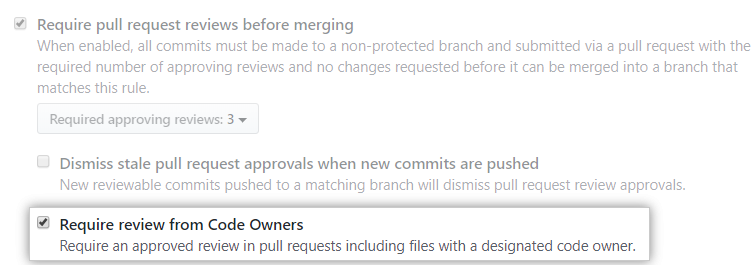 Require pull request reviews before merging
When enabled, all commits must be made to a non-protected branch and submitted via a pull request with the
required number of approving reviews and no changes requested before it can be merged into a branch that
matches this rule.
Required approving reviews: 3
Dismiss stale pull request approvals when new commits are pushed
New reviewable commits pushed to a matching branch will dismiss pull request review approvals.
Require review from Code Owners
Require an approved review in pull requests including files with a designated code owner.